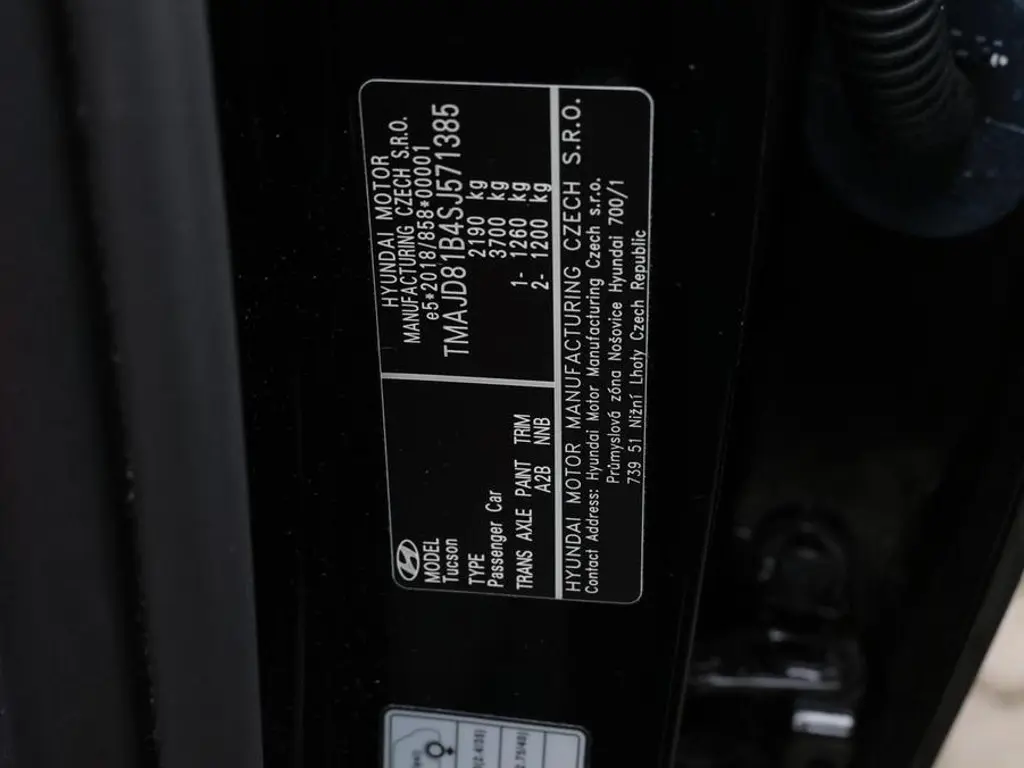 HYUNDAI MOTOR
MANUFACTURING CZECH S.R.O.
e5*2018/858*00001
TMAJD81B4SJ571385
2190 kg
3700 kg
1- 1260 kg
2- 1200 kg
MODEL
Tucson
TYPE
Passenger Car
TRANS AXLE PAINT TRIM
A2B NNB
HYUNDAI MOTOR MANUFACTURING CZECH S.R.O.
Contact Address: Hyundai Motor Manufacturing Czech s.r.o.
Průmyslová zóna Nošovice Hyundai 700/1
739 51 Nižní Lhoty Czech Republic